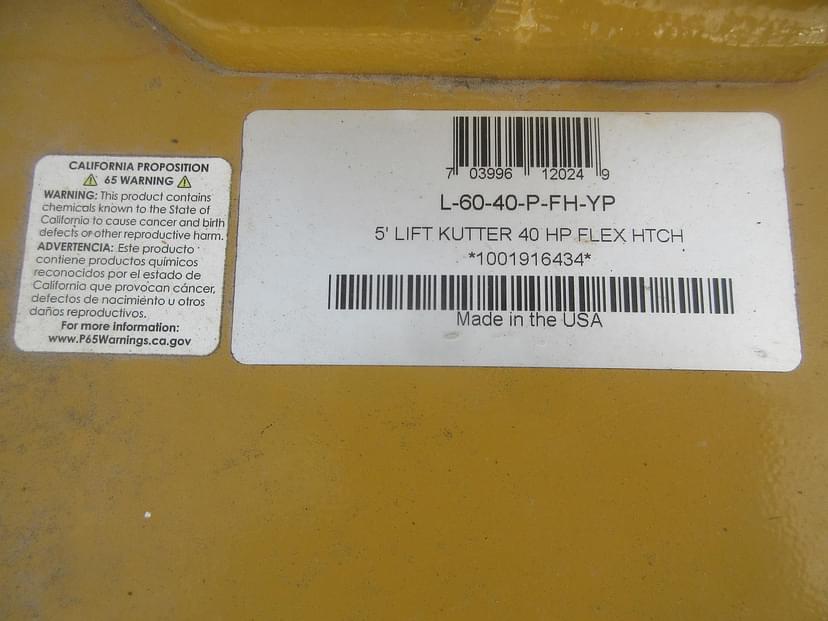 CALIFORNIA PROPOSITION
65 WARNING
WARNING: This product contains
chemicals known to the State of
Californio to cause cancer and birth
defects or other reproductive harm.
ADVERTENCIA: Este producto
contiene productos químicos
reconocidos por el estado de
California que provocan cáncer,
defectos de nacimiento u otros
daños reproductivos.
For more information:
www.P65Warnings.ca.gov
7 03996 12024 9
L-60-40-P-FH-YP
5' LIFT KUTTER 40 HP FLEX HTCH
*1001916434*
Made in the USA